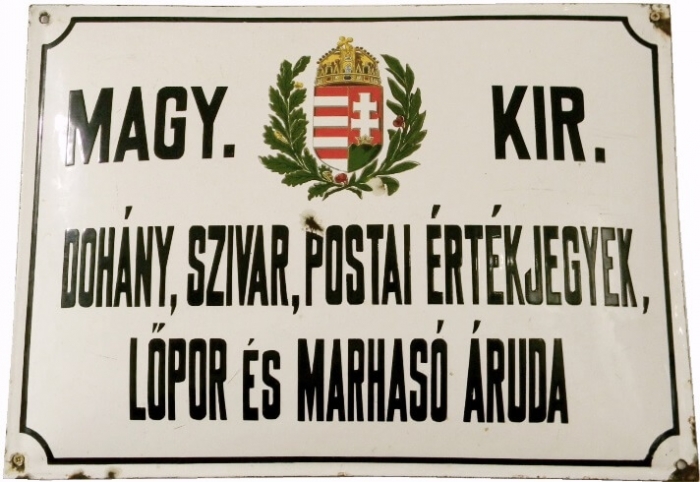 MAGY. KIR.
DOHÁNY, SZIVAR, POSTAI ÉRTÉKJEGYEK,
LŐPOR ÉS MARHASÓ ÁRUDA